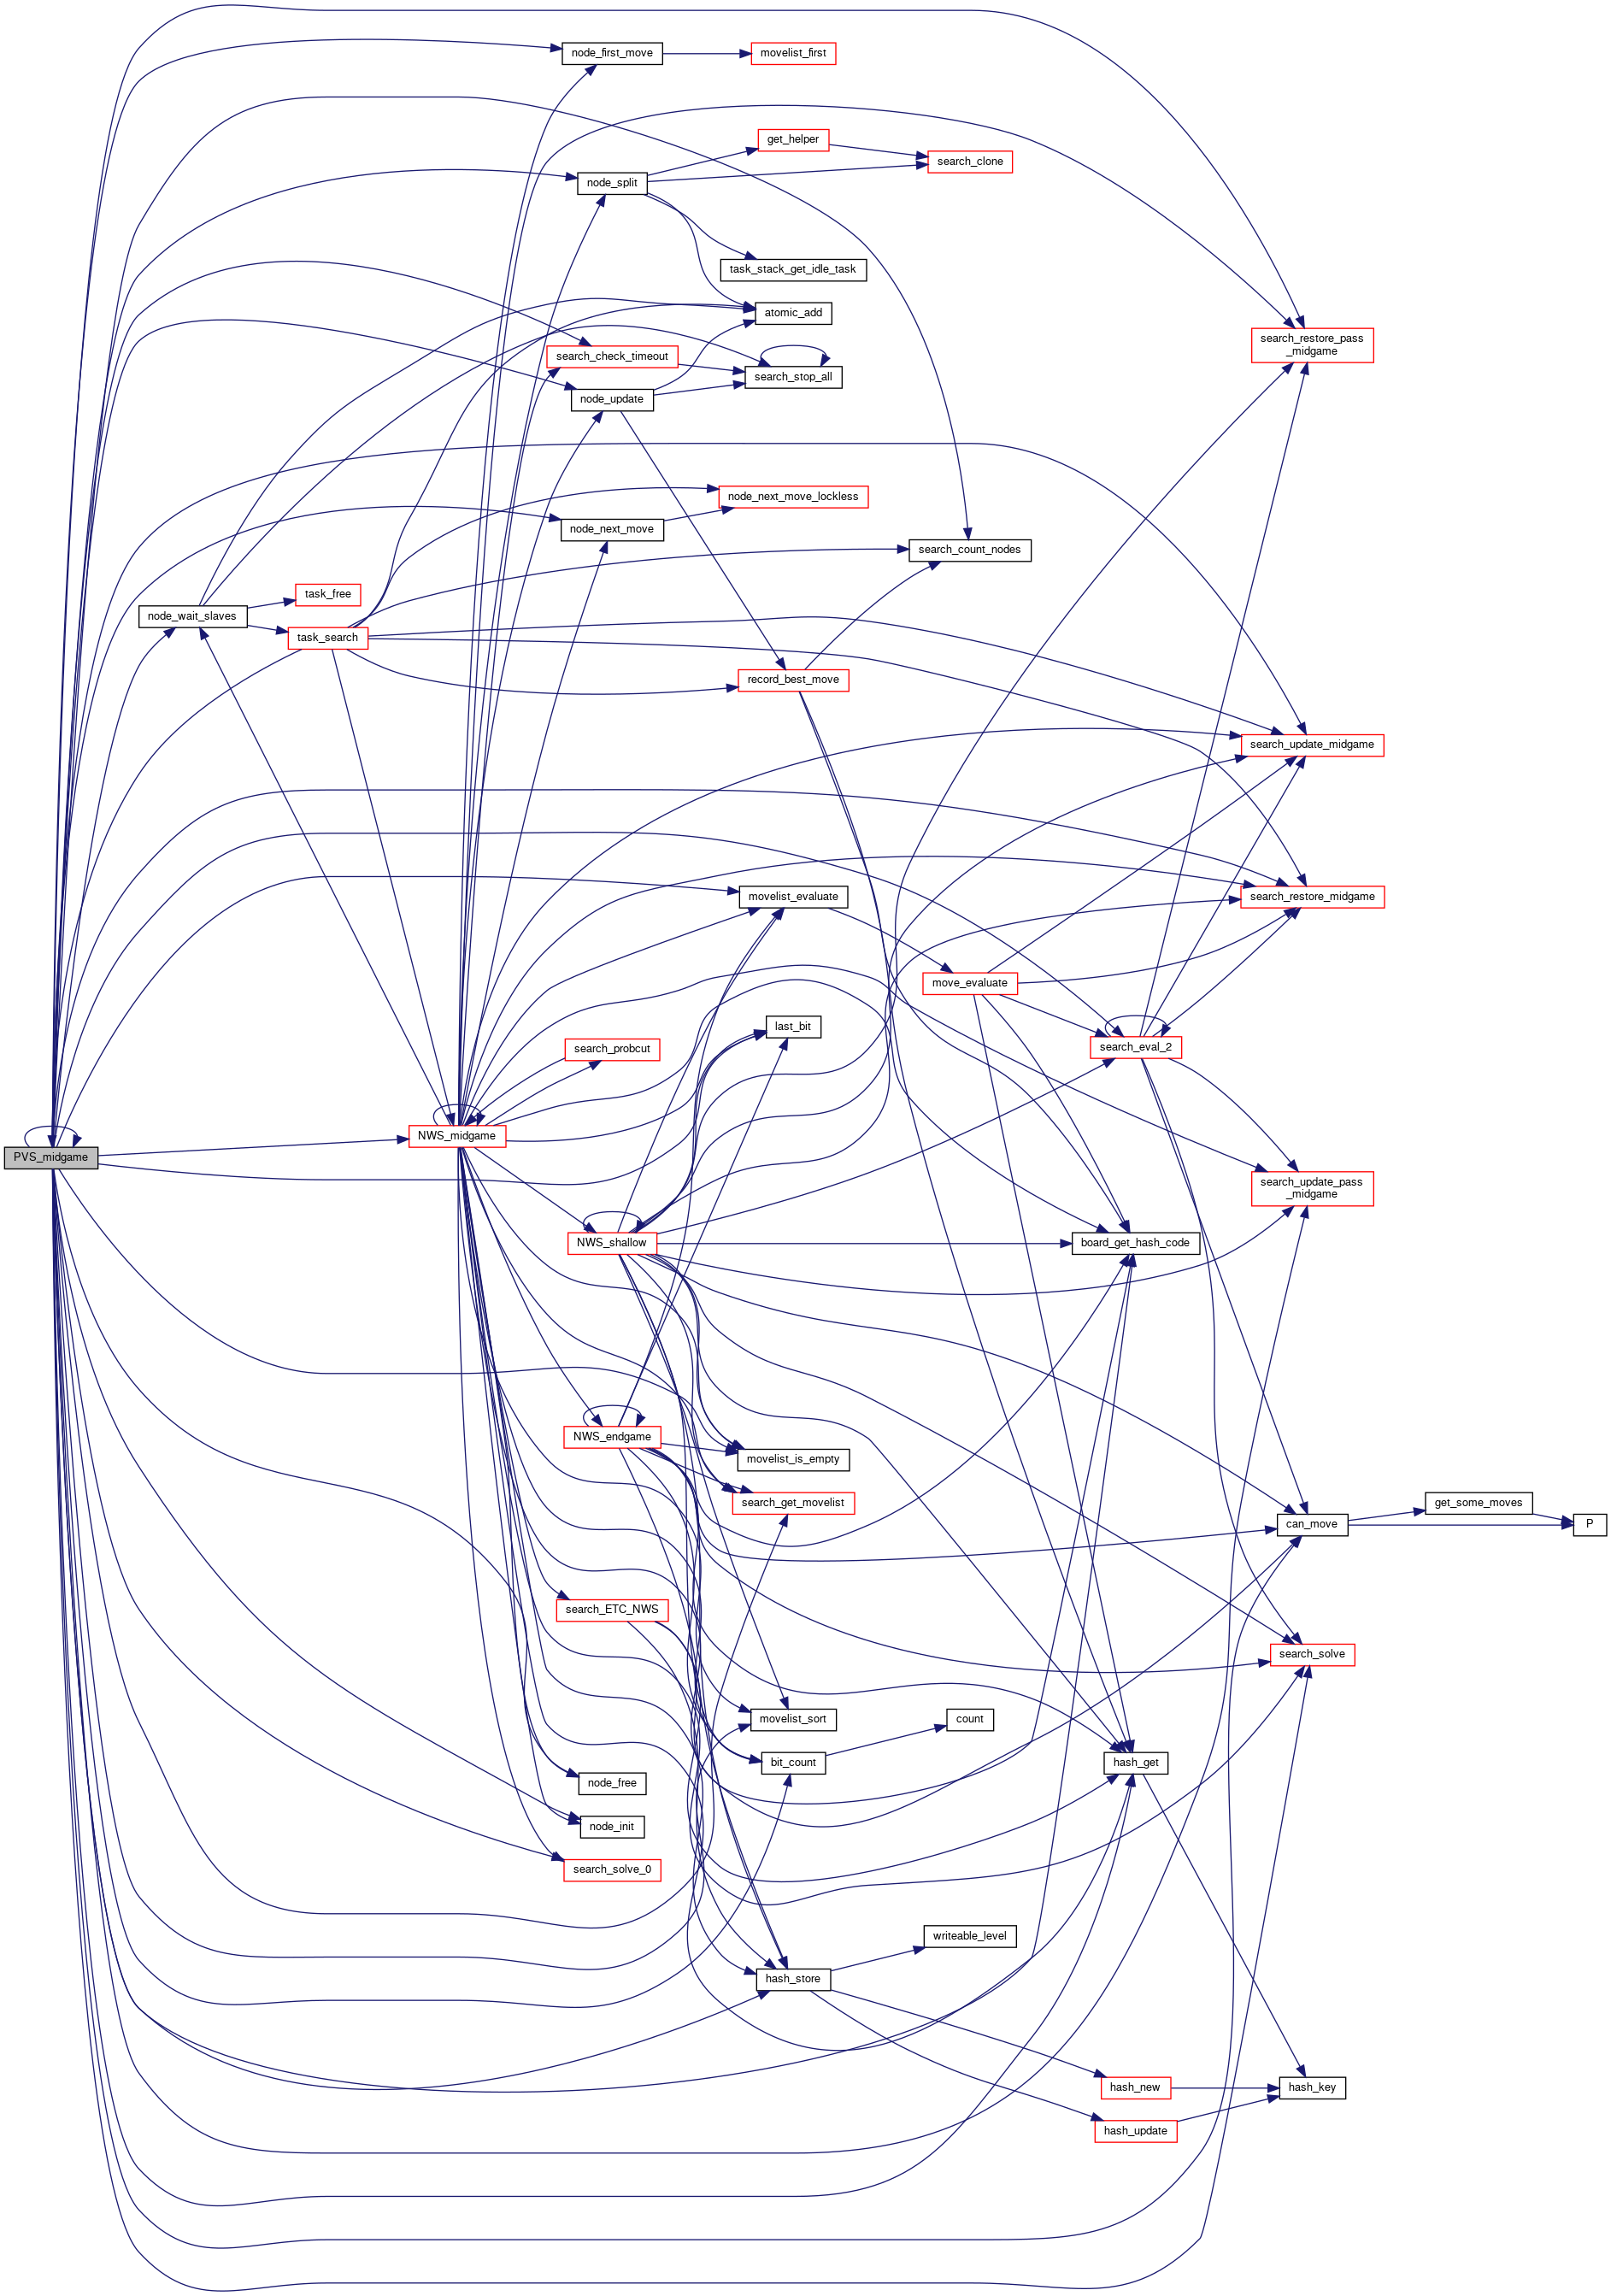 node_first_move
movelist_first
get_helper
search_clone
node_split
task_stack_get_idle_task
atomic_add
search_restore_pass
_midgame
search_check_timeout
search_stop_all
node_update
node_next_move_lockless
node_next_move
search_count_nodes
task_free
node_wait_slaves
task_search
record_best_move
search_update_midgame
movelist_evaluate
search_restore_midgame
move_evaluate
last_bit
search_probcut
search_eval_2
NWS_midgame
PVS_midgame
search_update_pass
_midgame
NWS_shallow
board_get_hash_code
NWS_endgame
movelist_is_empty
search_get_movelist
get_some_moves
can_move
P
search_ETC_NWS
search_solve
movelist_sort
count
bit_count
hash_get
node_free
node_init
search_solve_0
writeable_level
hash_store
hash_new
hash_key
hash_update